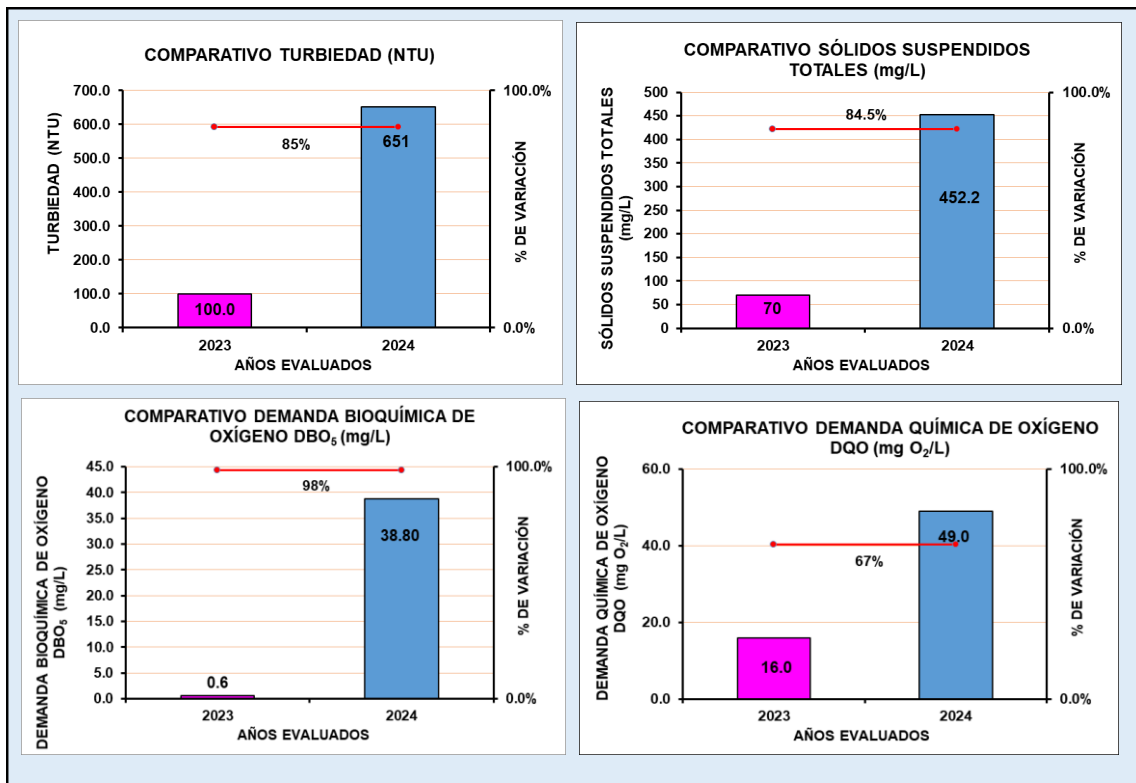 COMPARATIVO TURBIEDAD (NTU)
TURBIEDAD (NTU)
700.0
600.0
500.0
400.0
300.0
200.0
100.0
0.0
85%
651
100.0
100.0%
0.0%
% DE VARIACIÓN
2023
2024
AÑOS EVALUADOS
COMPARATIVO SÓLIDOS SUSPENDIDOS
TOTALES (mg/L)
SÓLIDOS SUSPENDIDOS TOTALES
(mg/L)
500
450
400
350
300
250
200
150
100
50
0
84.5%
452.2
70
100.0%
0.0%
% DE VARIACIÓN
2023
2024
AÑOS EVALUADOS
COMPARATIVO DEMANDA BIOQUÍMICA DE
OXÍGENO DBO₅ (mg/L)
DEMANDA BIOQUÍMICA DE OXÍGENO
DBO₅ (mg/L)
45.0
40.0
35.0
30.0
25.0
20.0
15.0
10.0
5.0
0.0
98%
38.80
0.6
100.0%
0.0%
% DE VARIACIÓN
2023
2024
AÑOS EVALUADOS
COMPARATIVO DEMANDA QUÍMICA DE OXÍGENO
DQO (mg O₂/L)
DEMANDA QUÍMICA DE OXÍGENO
DQO (mg O₂/L)
60.0
40.0
20.0
0.0
67%
49.0
16.0
100.0%
0.0%
% DE VARIACIÓN
2023
2024
AÑOS EVALUADOS